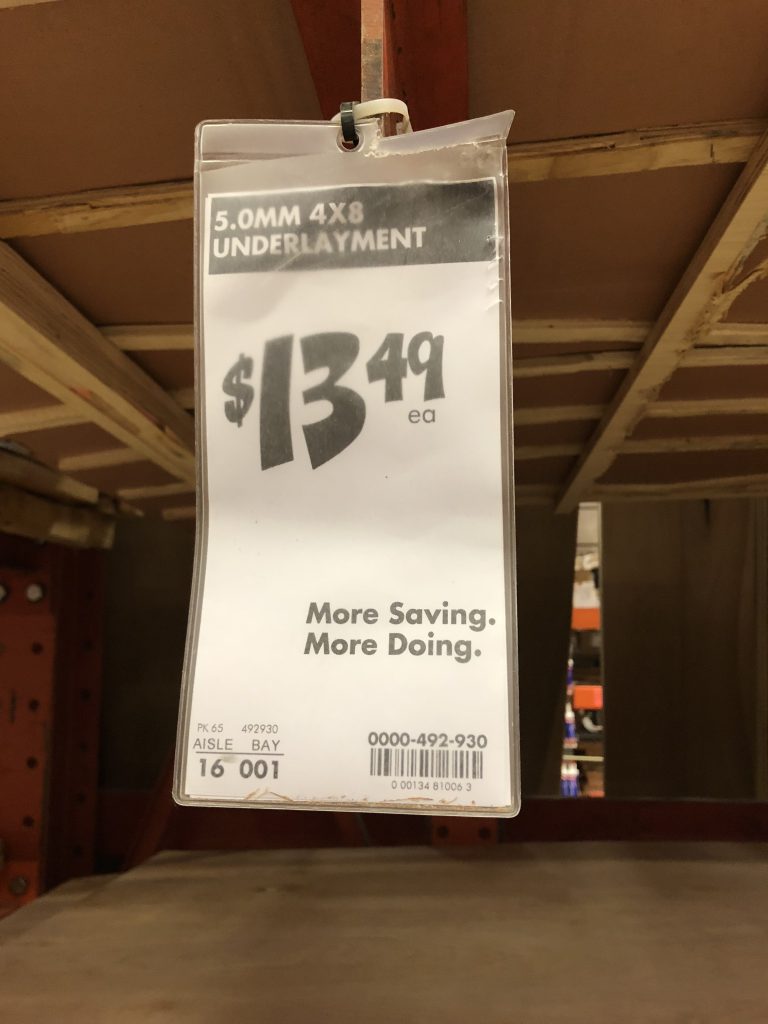 5.0MM 4X8
UNDERLAYMENT
$13 49
ea
More Saving.
More Doing.
PK 65 492930
AISLE BAY
16 001
0000-492-930
0 00134 81006 3